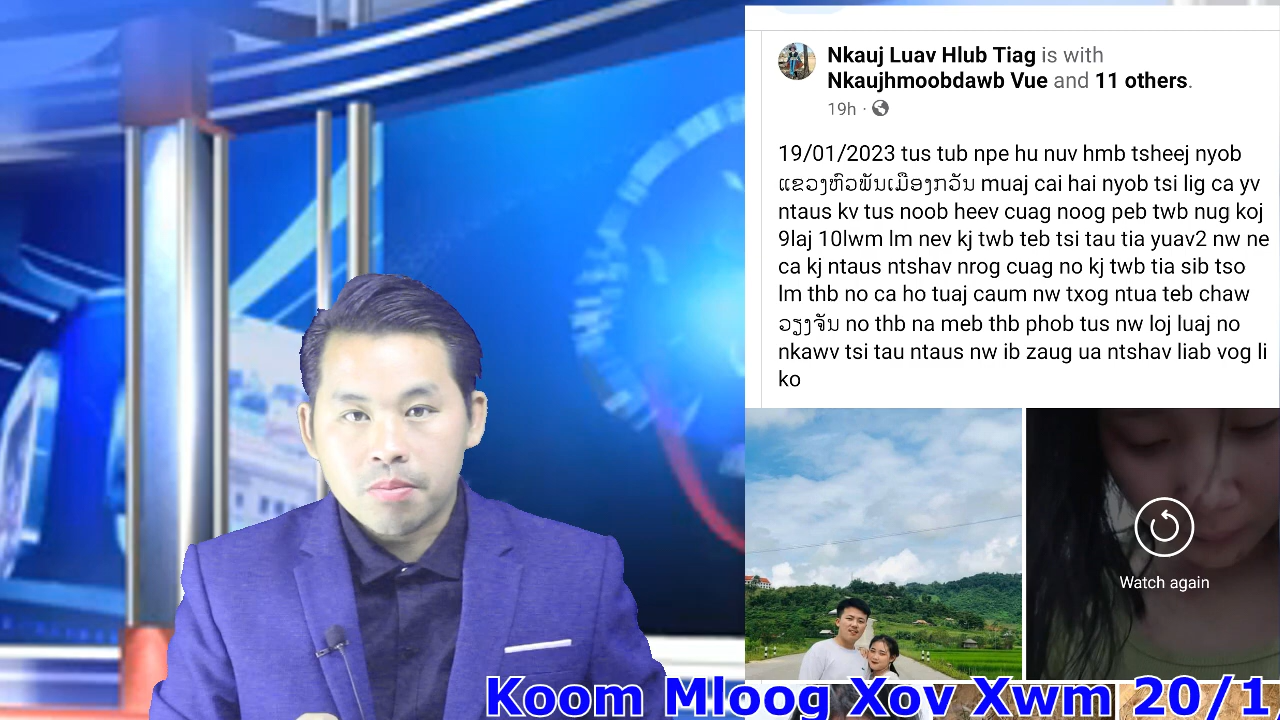 Nkauj Luav Hlub Tiag is with
Nkaujhmoobdawb Vue and 11 others.
19h ·
19/01/2023 tus tub npe hu nuv hmb tsheej nyob
ແຂວງຫົວພັນເມືອງກວັນ muaj cai hai nyob tsi lig ca yv
ntaus kv tus noob heev cuag noog peb twb nug koj
9laj 10lwm lm nev kj twb teb tsi tau tia yuav2 nw ne
ca kj ntaus ntshav nrog cuag no kj twb tia sib tso
lm thb no ca ho tuaj caum nw txog ntua teb chaw
ວຽງຈັນ no thb na meb thb phob tus nw loj luaj no
nkawv tsi tau ntaus nw ib zaug ua ntshav liab vog li
ko
Watch again
Koom Mloog Xov Xwm 20/1